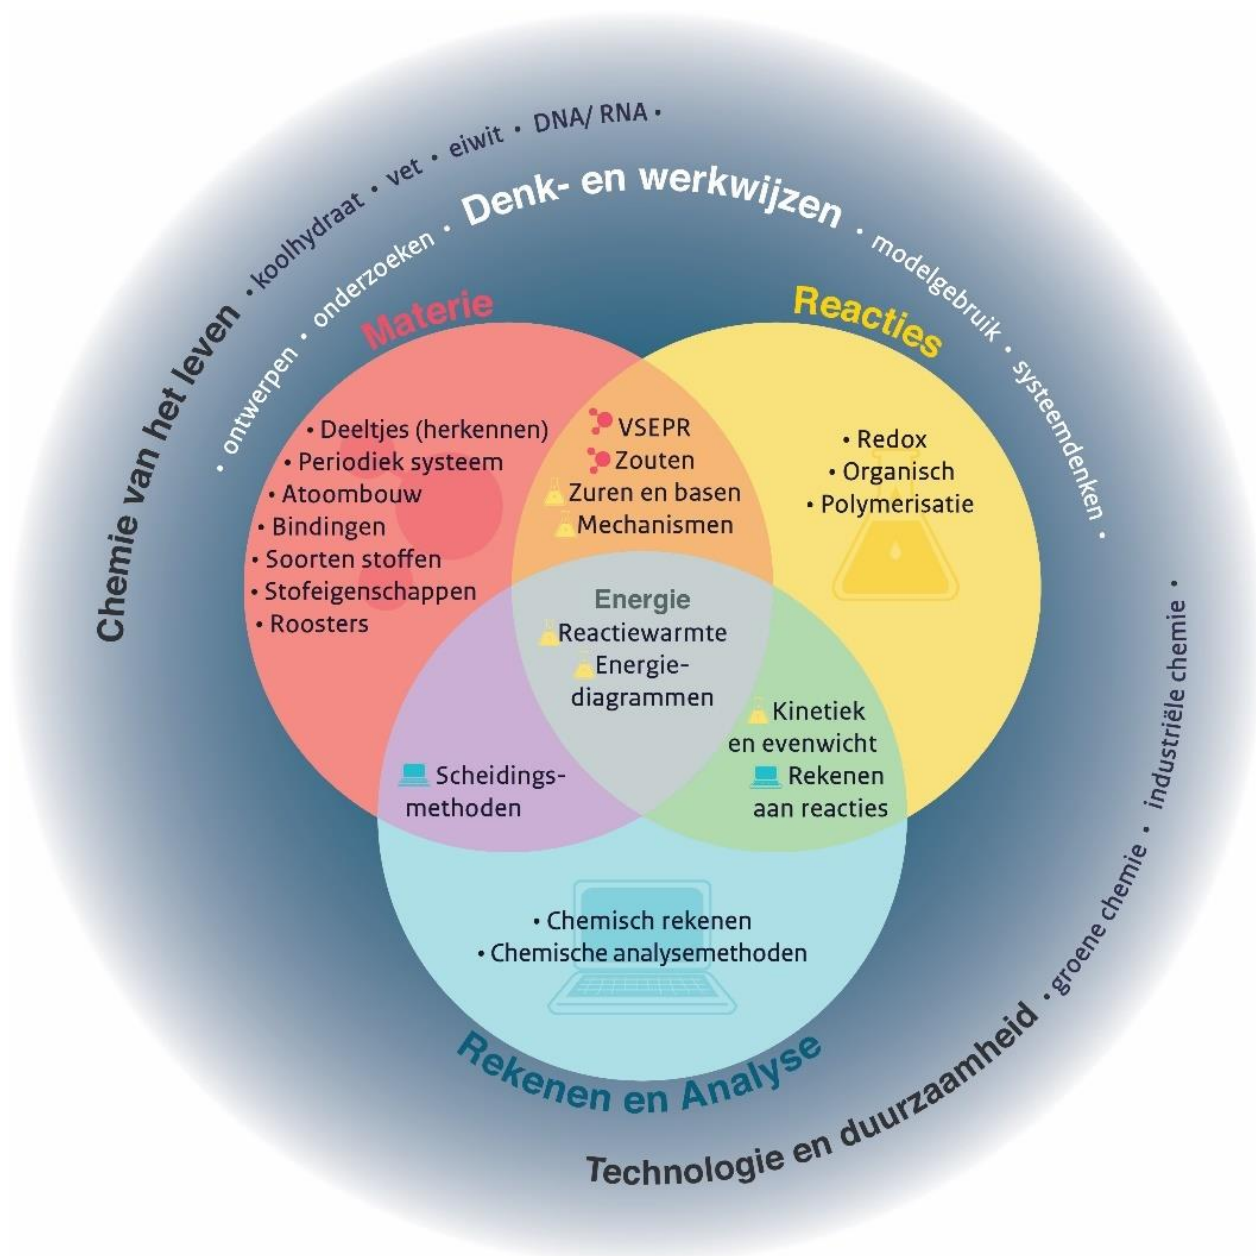 Chemie van het leven • koolhydraat • vet • eiwit • DNA/ RNA •
• ontwerpen • onderzoeken • Denk- en werkwijzen • modelgebruik • systeemdenken •
Materie
• Deeltjes (herkennen)
• Periodiek systeem
• Atoombouw
• Bindingen
• Soorten stoffen
• Stofeigenschappen
• Roosters
VSEPR
Zouten
Zuren en basen
Mechanismen
Reacties
• Redox
• Organisch
• Polymerisatie
Energie
Reactiewarmte
Energie-
diagrammen
Scheidings-
methoden
Kinetiek
en evenwicht
Rekenen
aan reacties
• Chemisch rekenen
• Chemische analysemethoden
Rekenen en Analyse
Technologie en duurzaamheid • groene chemie • industriële chemie •